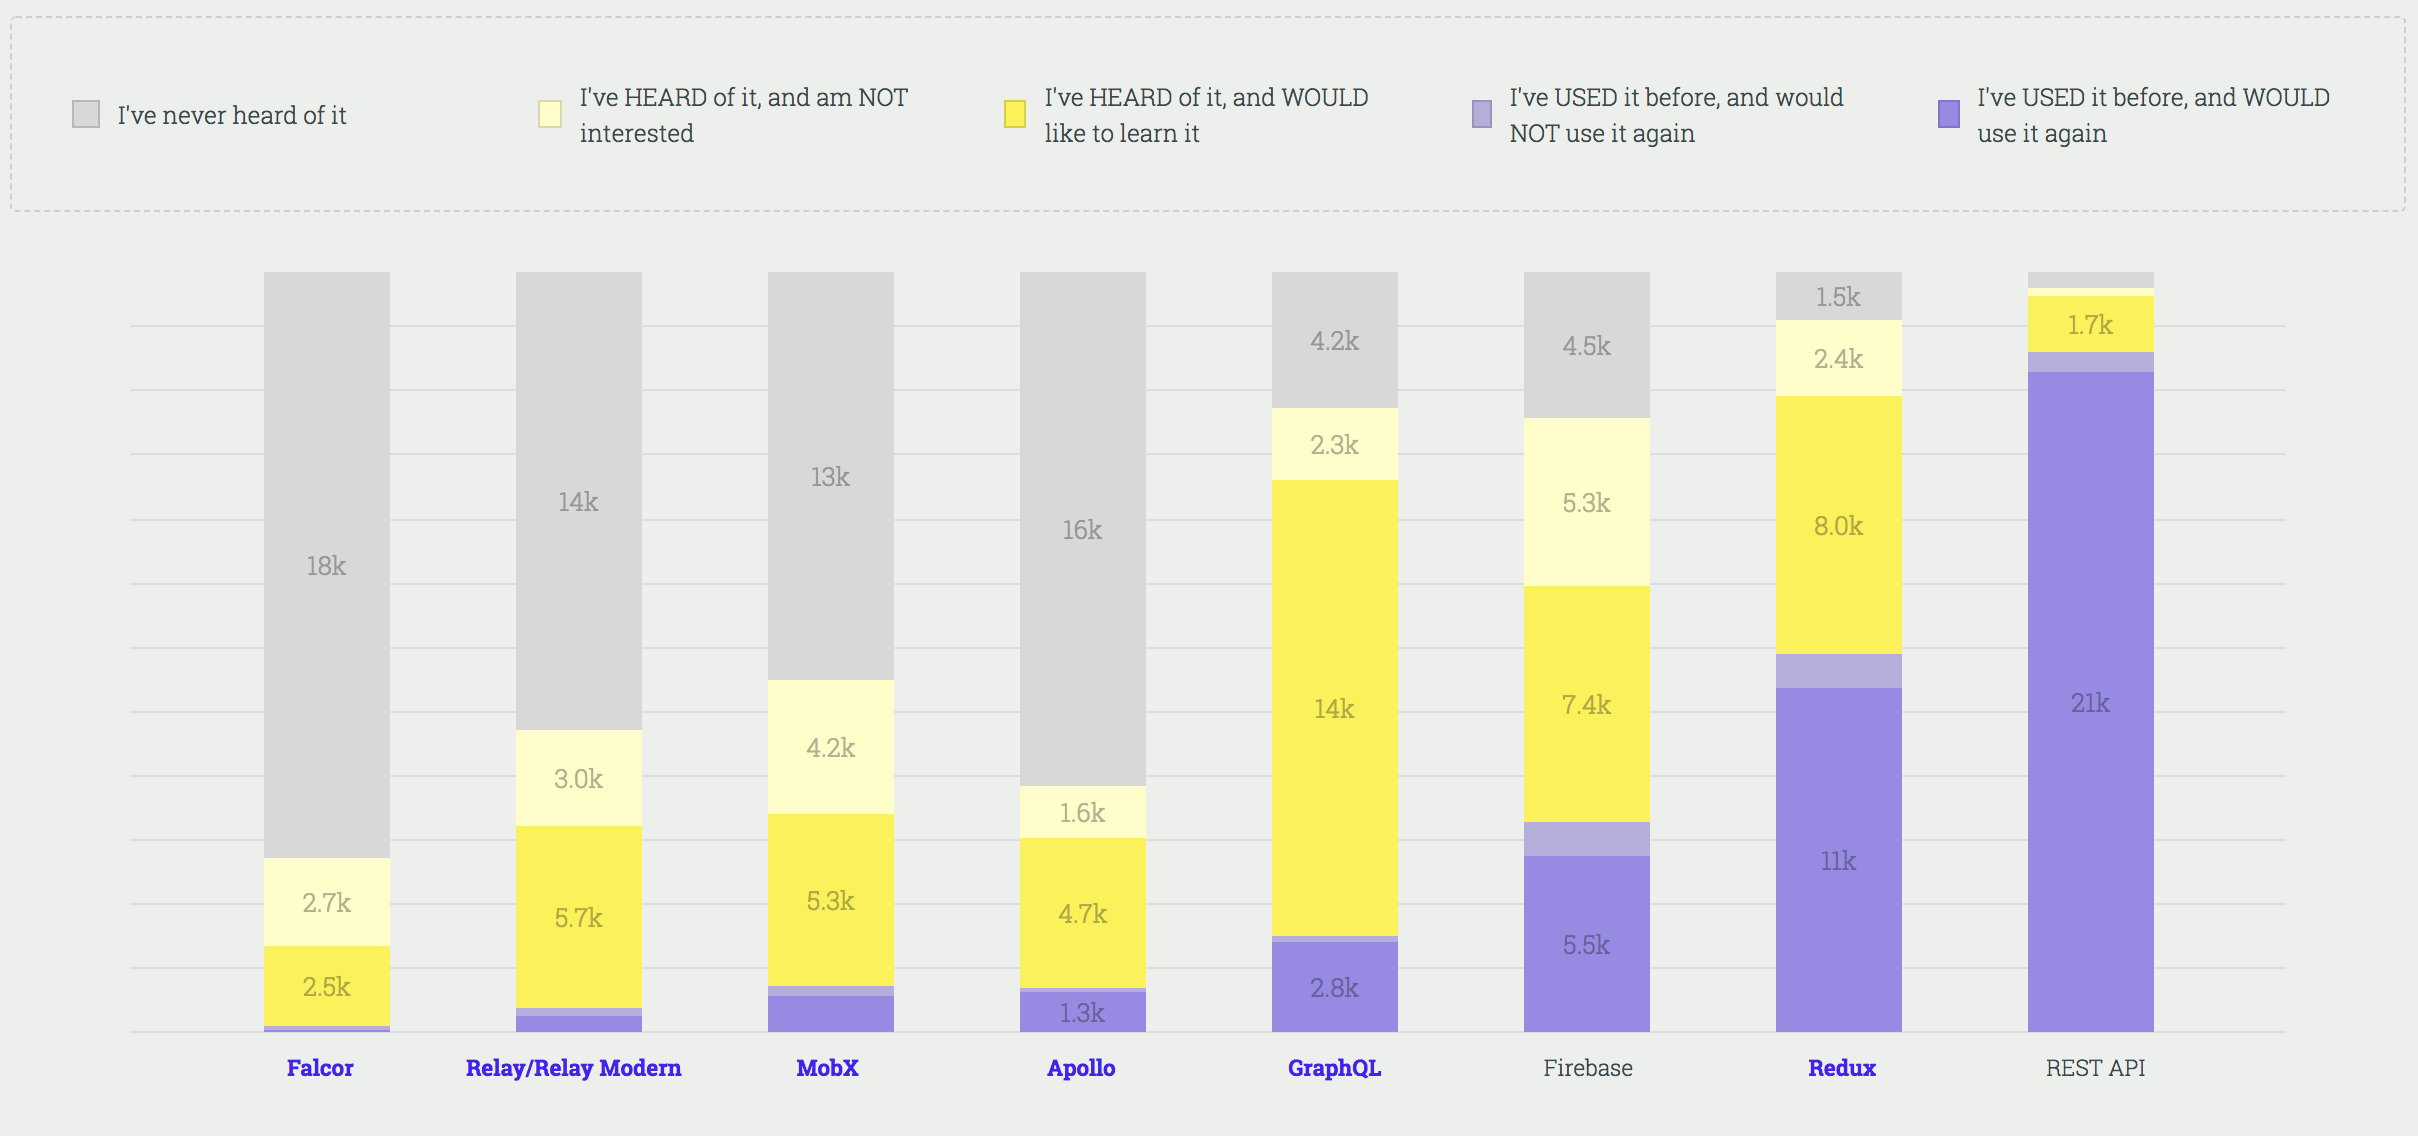 I've never heard of it
I've HEARD of it, and am NOT
interested
I've HEARD of it, and WOULD
like to learn it
I've USED it before, and would
NOT use it again
I've USED it before, and WOULD
use it again
18k
2.7k
2.5k
14k
3.0k
5.7k
13k
4.2k
5.3k
16k
1.6k
4.7k
1.3k
4.2k
2.3k
14k
2.8k
4.5k
5.3k
7.4k
5.5k
1.5k
2.4k
8.0k
11k
1.7k
21k
Falcor
Relay/Relay Modern
MobX
Apollo
GraphQL
Firebase
Redux
REST API